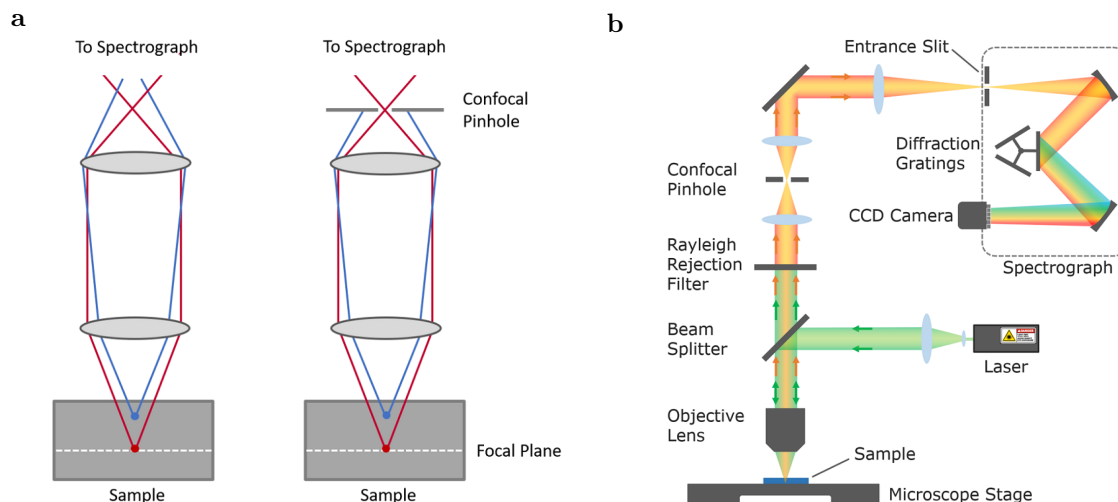 a
To Spectrograph
To Spectrograph
Confocal
Pinhole
Focal Plane
Sample
Sample
b
Entrance Slit
Diffraction
Gratings
Confocal
Pinhole
CCD Camera
Rayleigh
Rejection
Filter
Spectrograph
Beam
Splitter
Laser
Objective
Lens
Sample
Microscope Stage